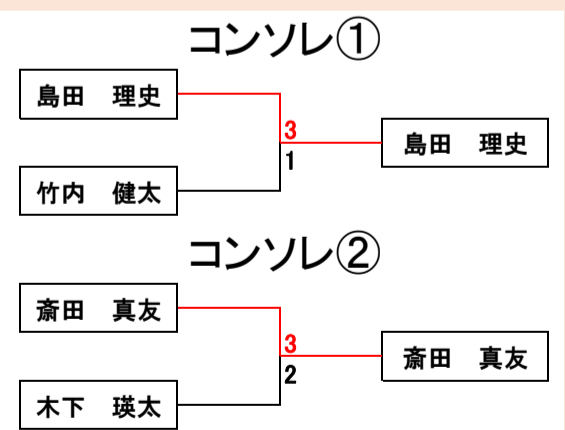 コンソレ①
島田　理史
3
1
島田　理史
竹内　健太
コンソレ②
斎田　真友
3
2
斎田　真友
木下　瑛太